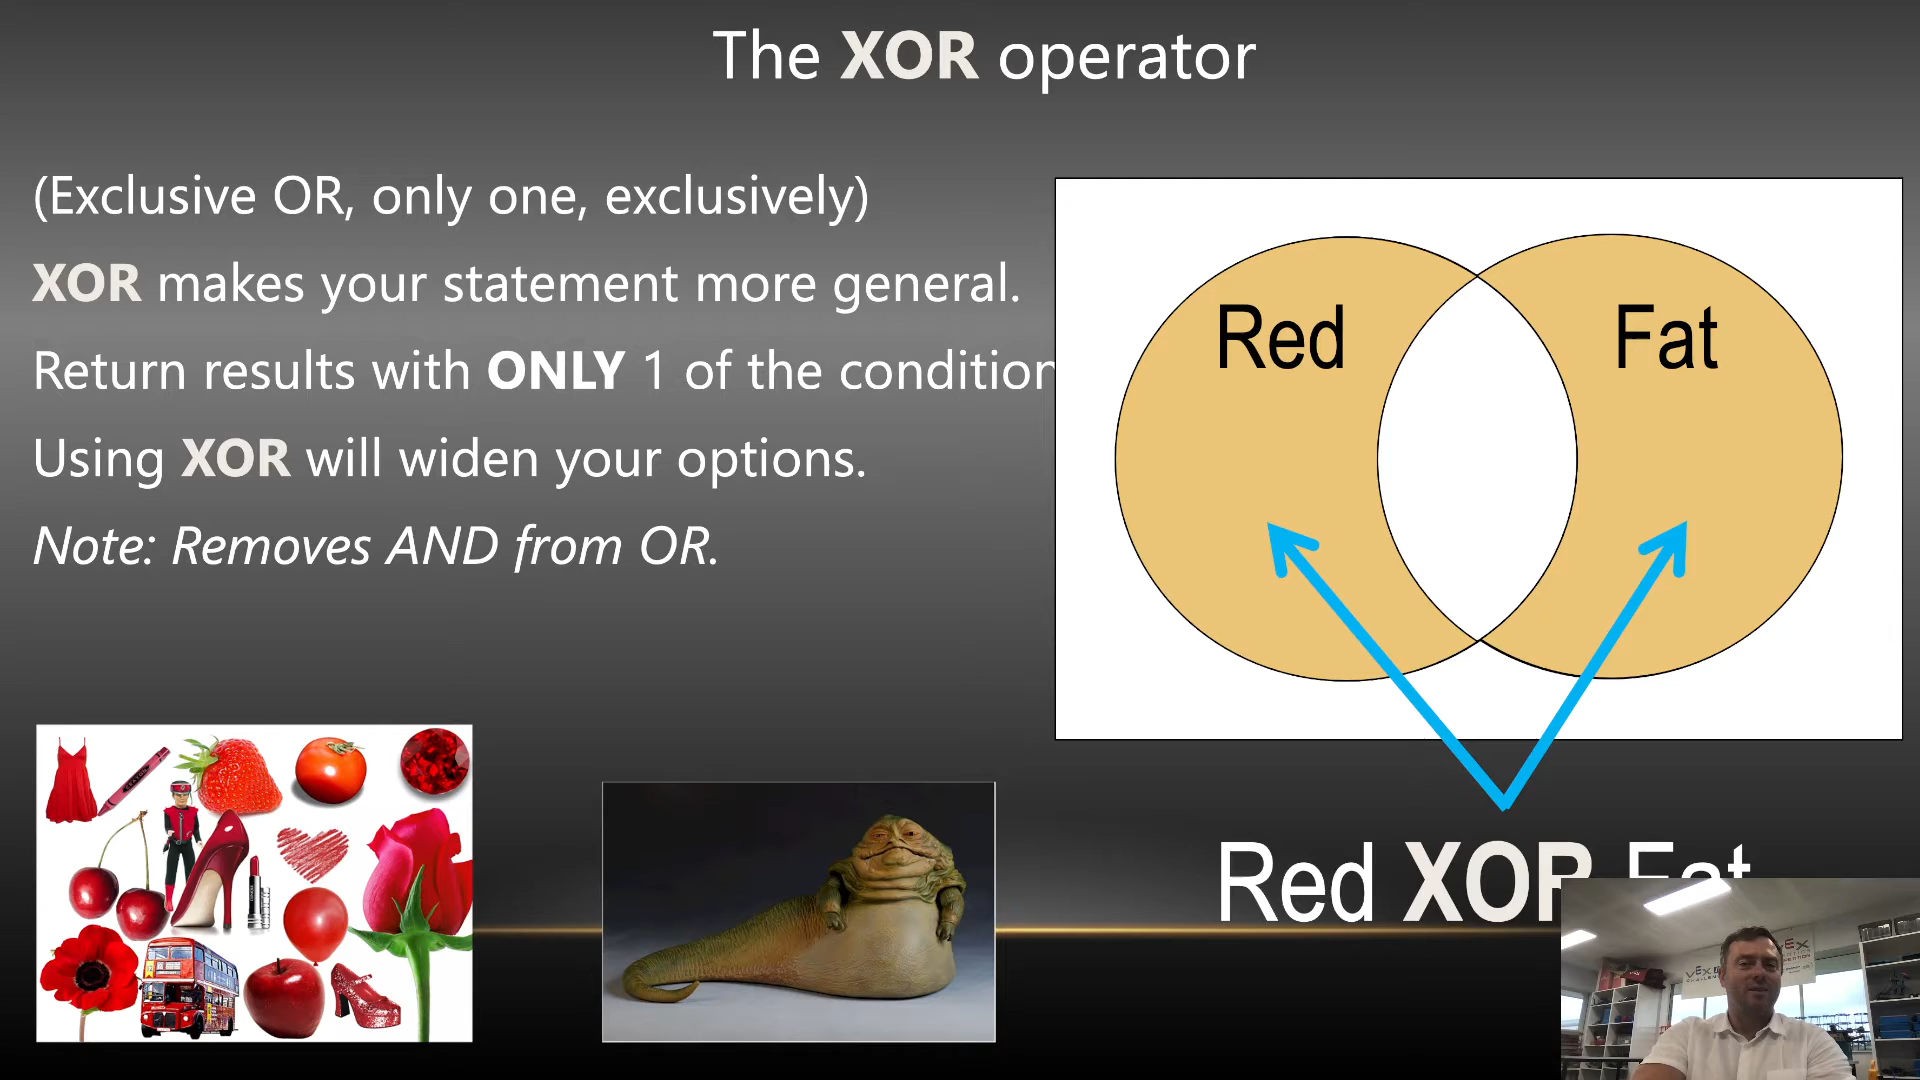 The XOR operator
(Exclusive OR, only one, exclusively)
XOR makes your statement more general.
Return results with ONLY 1 of the condition
Using XOR will widen your options.
Note: Removes AND from OR.
Red
Fat
Red XOR Fat